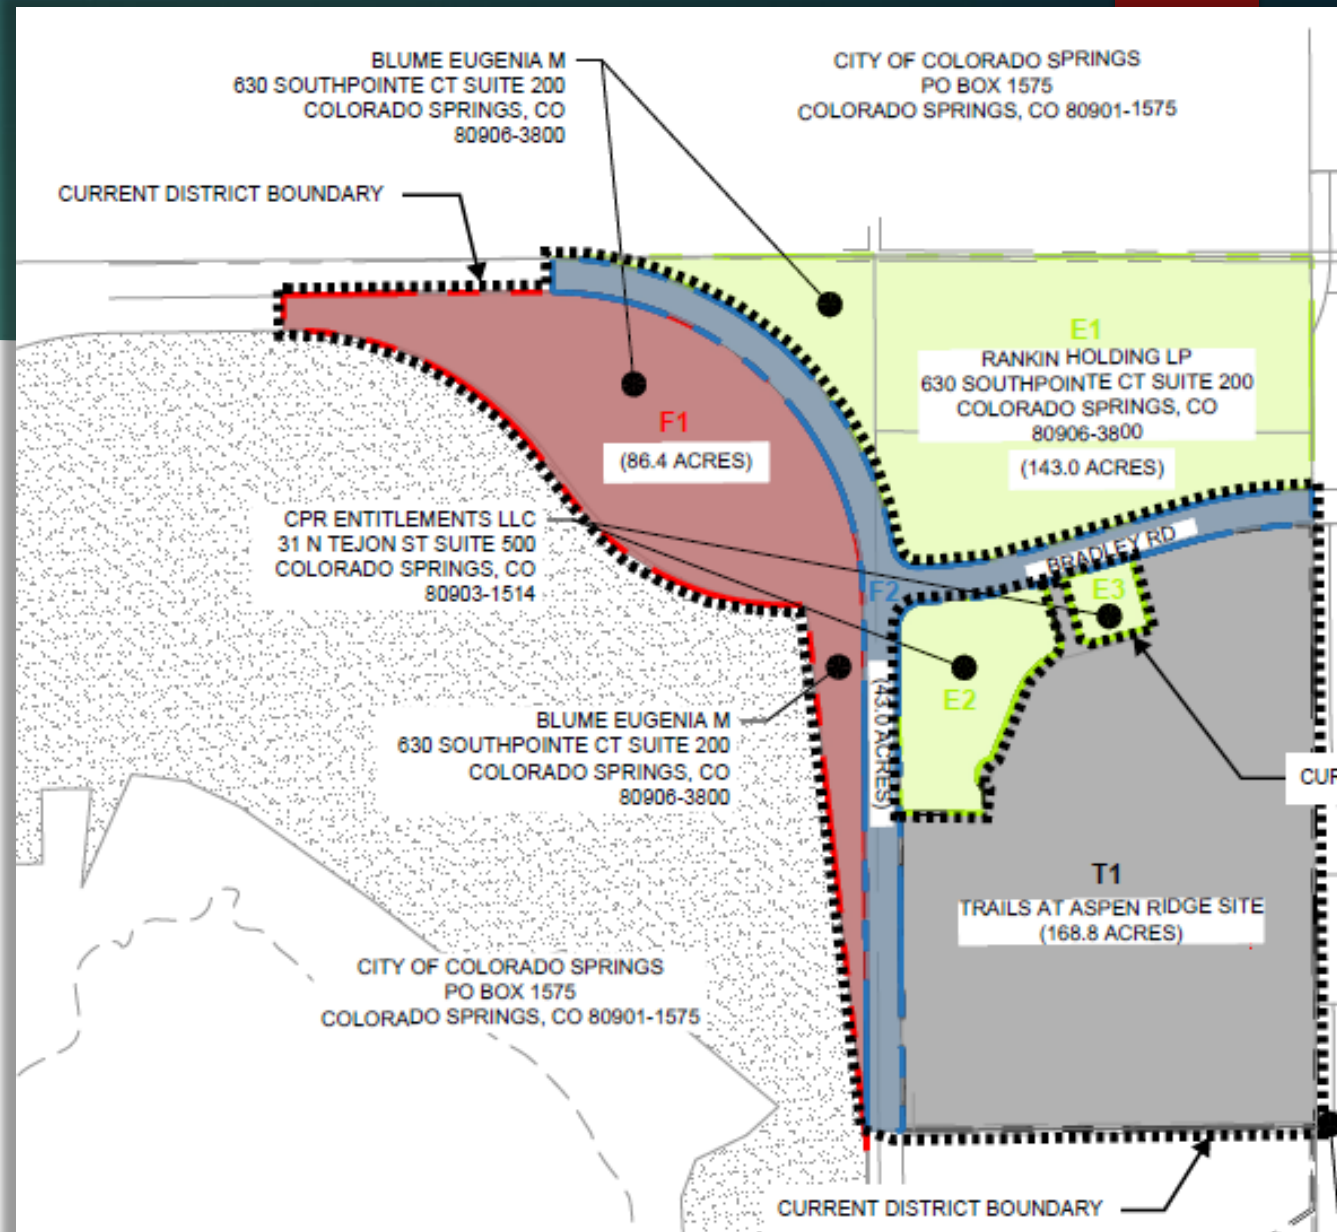 BLUME EUGENIA M
630 SOUTHPOINTE CT SUITE 200
COLORADO SPRINGS, CO
80906-3800
CITY OF COLORADO SPRINGS
PO BOX 1575
COLORADO SPRINGS, CO 80901-1575
CURRENT DISTRICT BOUNDARY
E1
RANKIN HOLDING LP
630 SOUTHPOINTE CT SUITE 200
COLORADO SPRINGS, CO
80906-3800
(143.0 ACRES)
F1
(86.4 ACRES)
CPR ENTITLEMENTS LLC
31 N TEJON ST SUITE 500
COLORADO SPRINGS, CO
80903-1514
BRADLEY RD
F2
(43.0 ACRES)
E3
E2
BLUME EUGENIA M
630 SOUTHPOINTE CT SUITE 200
COLORADO SPRINGS, CO
80906-3800
CUR
T1
TRAILS AT ASPEN RIDGE SITE
(168.8 ACRES)
CITY OF COLORADO SPRINGS
PO BOX 1575
COLORADO SPRINGS, CO 80901-1575
CURRENT DISTRICT BOUNDARY